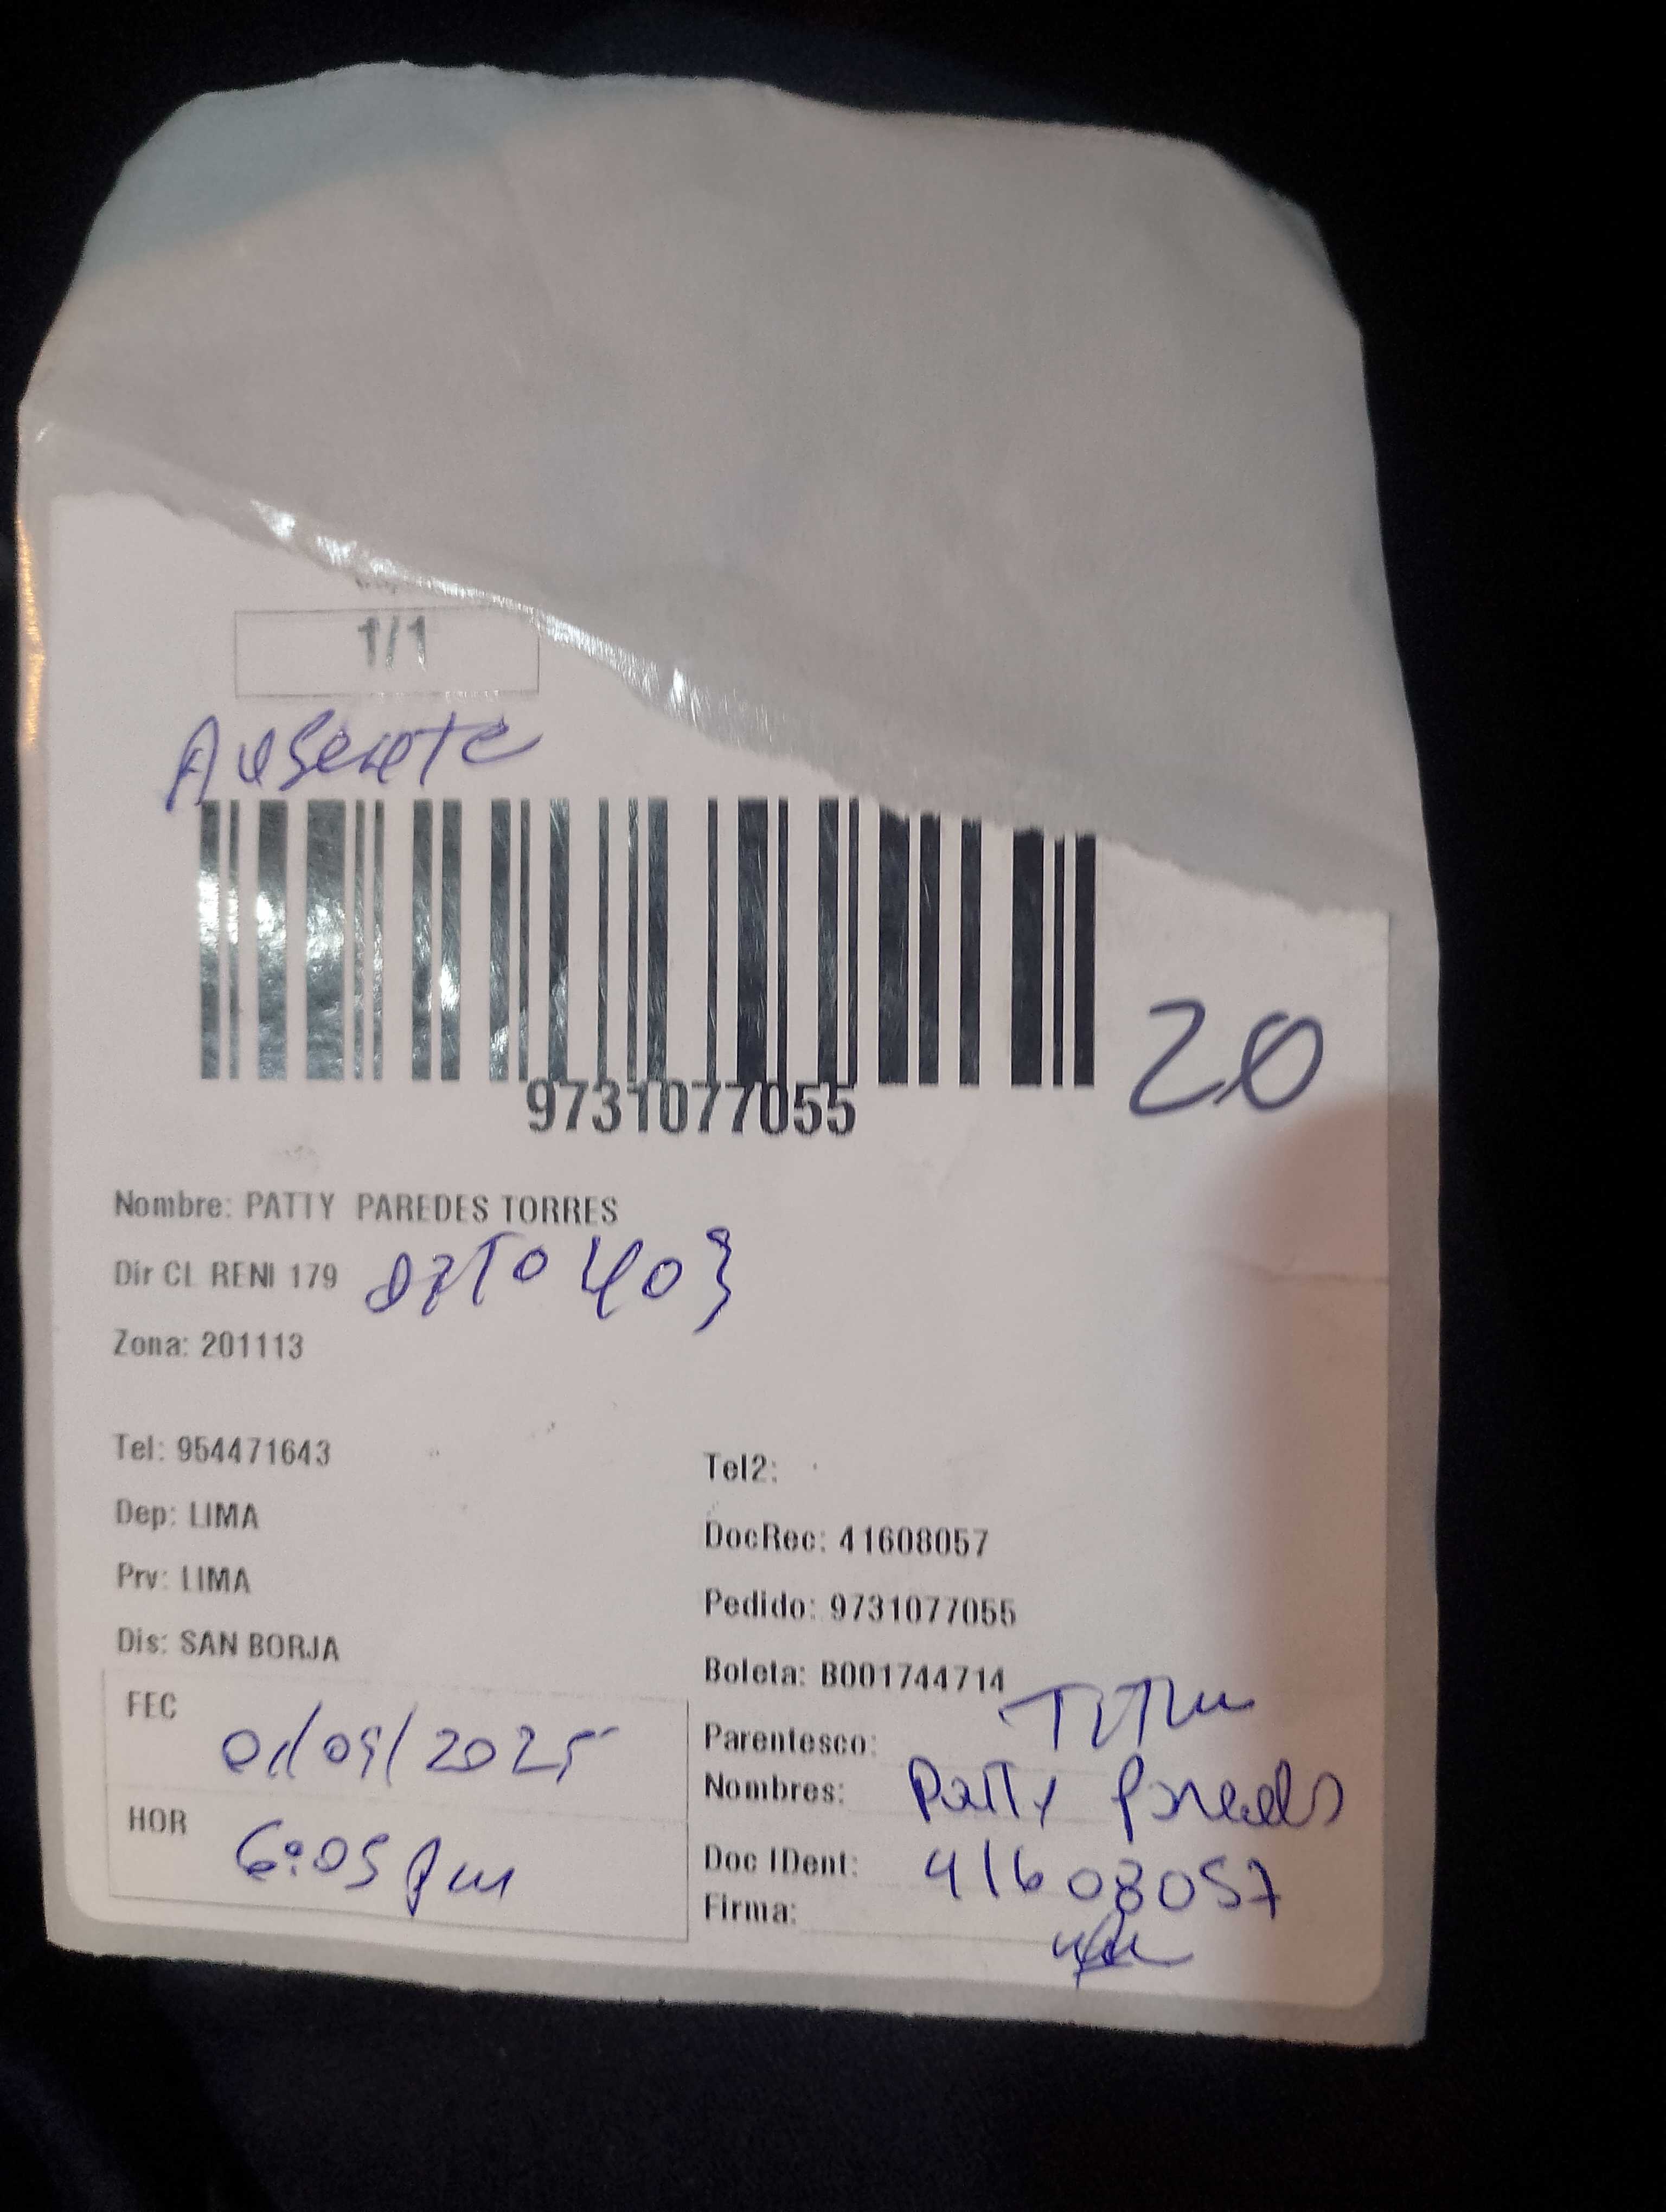 1/1
Ausente
9731077055
20
Nombre: PATTY PAREDES TORRES
Dir CL RENI 179 dpto 403
Zona: 201113
Tel: 954471643
Tel2:
Dep: LIMA
DocRec: 41608057
Prv: LIMA
Pedido: 9731077055
Dis: SAN BORJA
Boleta: B001744714
FEC 01/09/2025
Parentesco:
Nombres: Patty Paredes
HOR 6:05 pm
Doc IDent: 41608057
Firma: